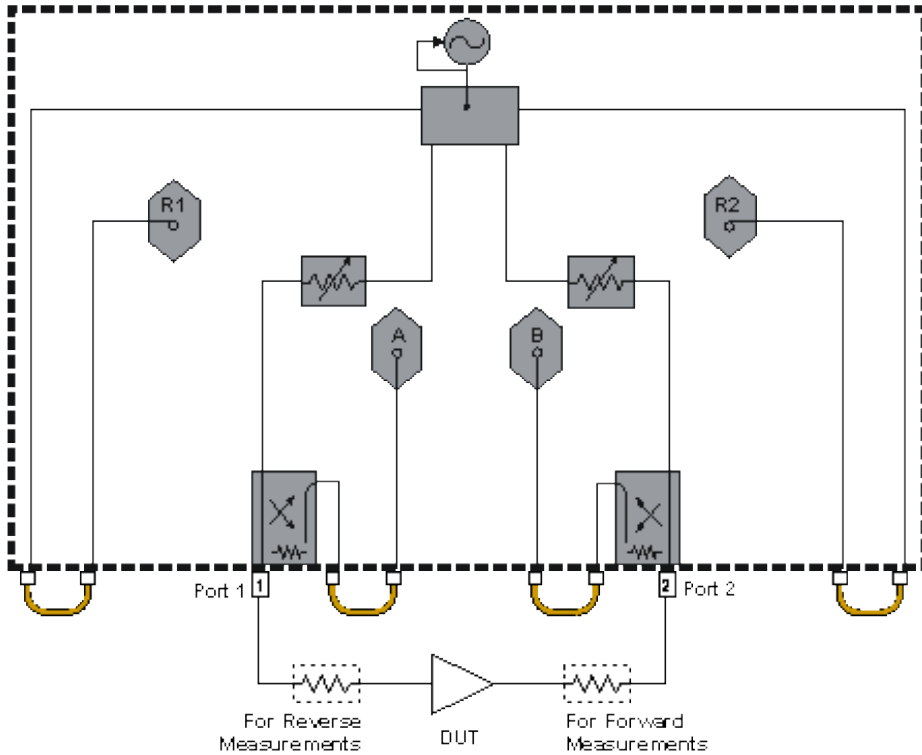 R1
R2
A
B
Port 1
1
2
Port 2
For Reverse
Measurements
DUT
For Forward
Measurements